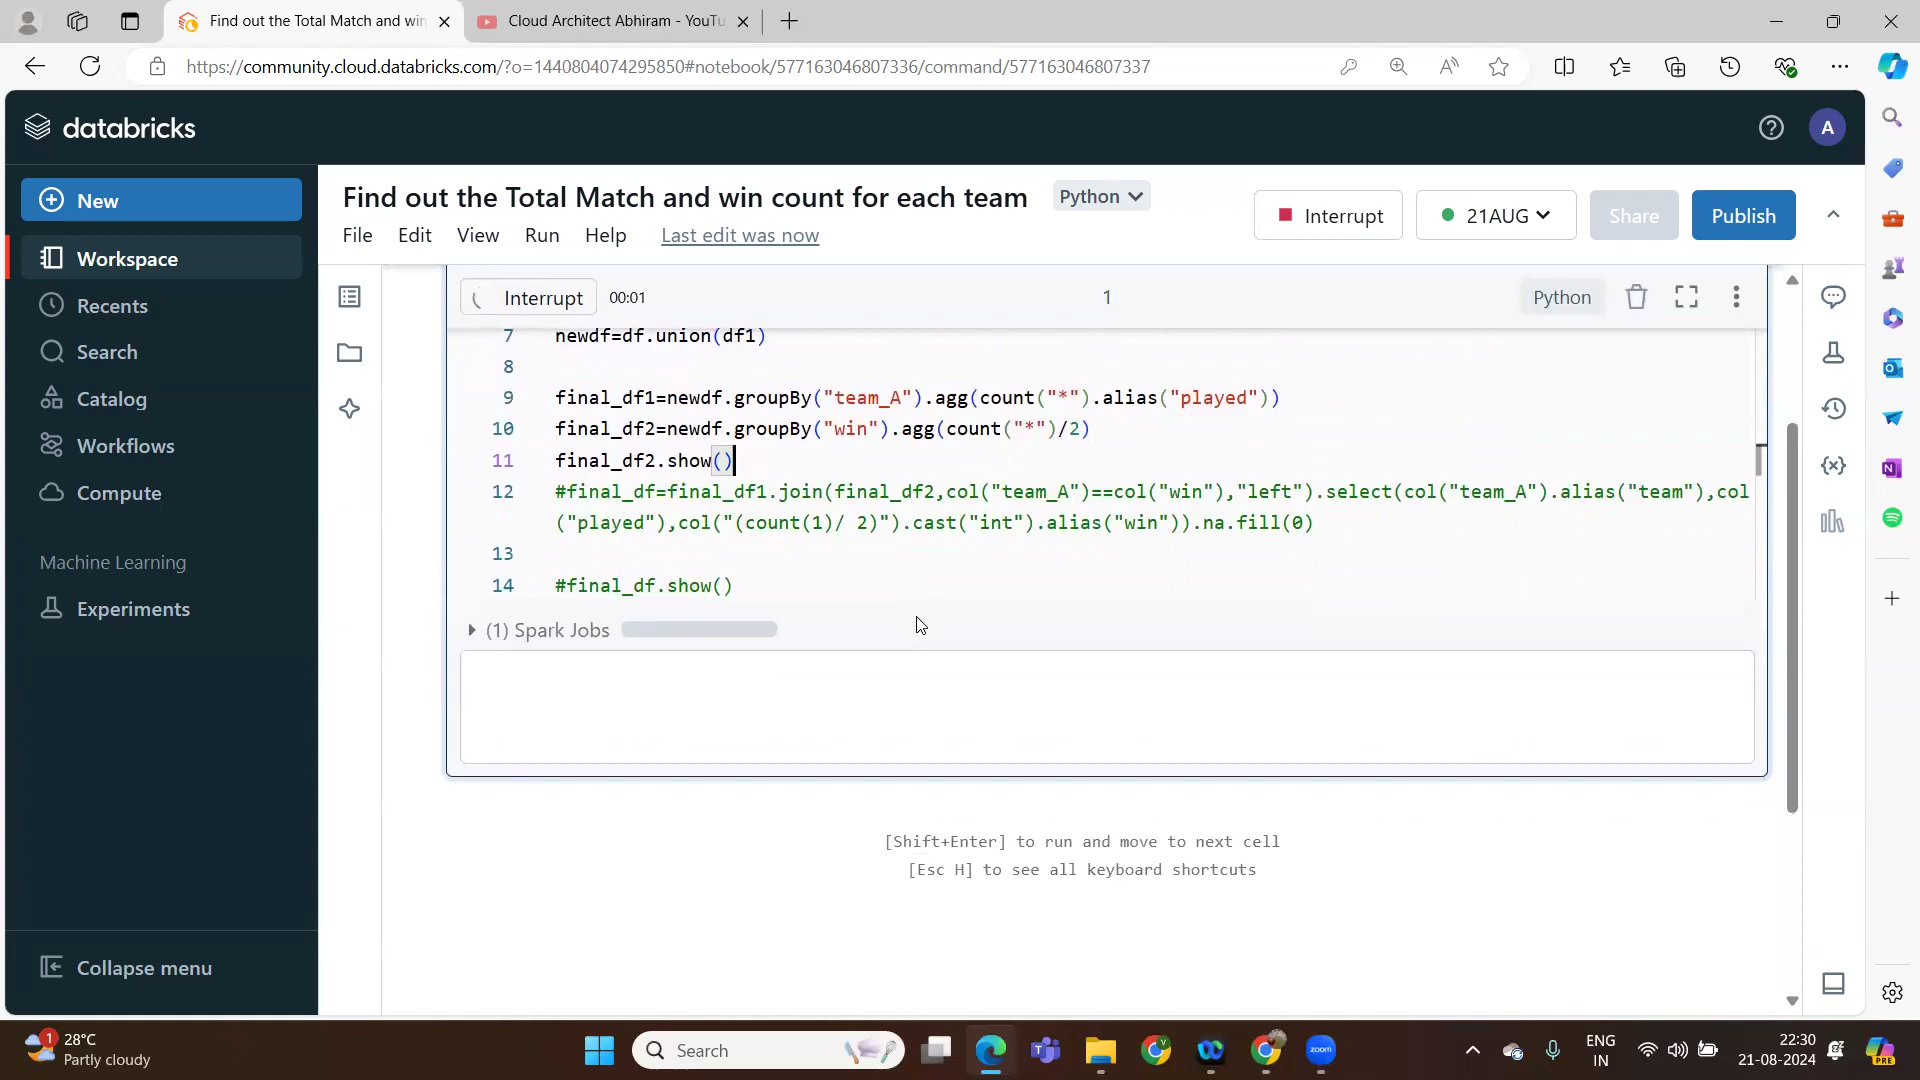 Find out the Total Match and win
Cloud Architect Abhiram - YouTu
https://community.cloud.databricks.com/?o=1440804074295850#notebook/577163046807336/command/577163046807337
databricks
A
New
Workspace
Recents
Search
Catalog
Workflows
Compute
Machine Learning
Experiments
Collapse menu
Find out the Total Match and win count for each team
Python
File Edit View Run Help Last edit was now
Interrupt
21AUG
Share
Publish
Interrupt 00:01 1 Python
7 newdf=df.union(df1)
8
9 final_df1=newdf.groupBy("team_A").agg(count("*").alias("played"))
10 final_df2=newdf.groupBy("win").agg(count("*")/2)
11 final_df2.show()
12 #final_df=final_df1.join(final_df2,col("team_A")==col("win"),"left").select(col("team_A").alias("team"),col
("played"),col("(count(1)/ 2)").cast("int").alias("win")).na.fill(0)
13
14 #final_df.show()
(1) Spark Jobs
[Shift+Enter] to run and move to next cell
[Esc H] to see all keyboard shortcuts
1
28°C
Partly cloudy
Search
zoom
ENG
IN
22:30
21-08-2024
PRE